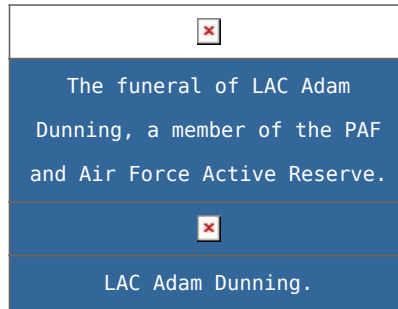 The funeral of LAC Adam
Dunning, a member of the PAF
and Air Force Active Reserve.
LAC Adam Dunning.